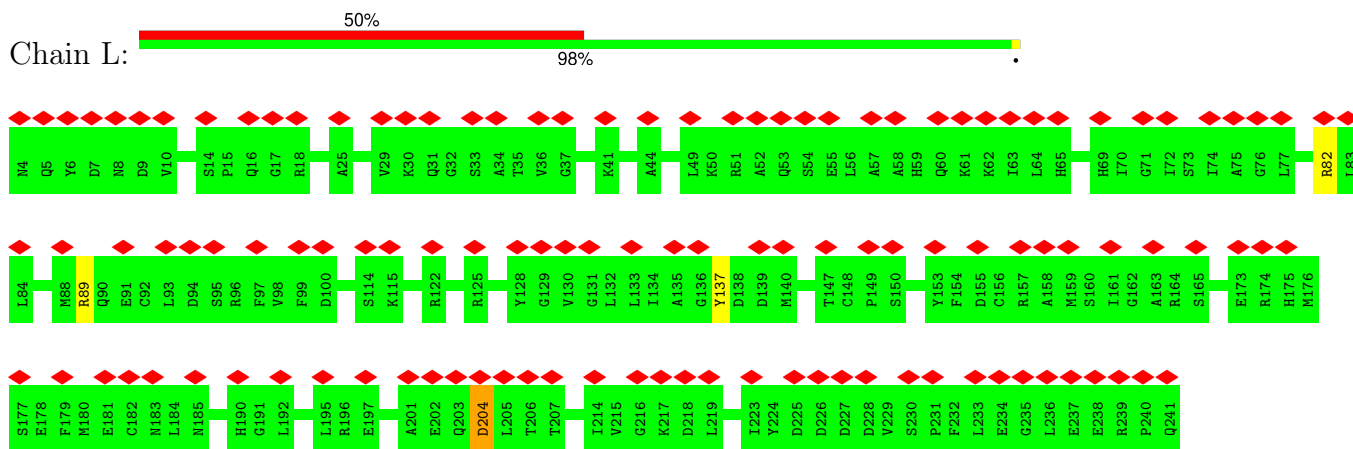 50%
Chain L:
98% •
N4 Q5 Y6 D7 N8 D9 V10 S14 P15 Q16 G17 R18 A25 V29 K30 Q31 G32 S33 A34 T35 V36 G37 K41 A44 L49 K50 R51 A52 Q53 S54 E55 L56 A57 A58 H59 Q60 K61 K62 I63 L64 H65 H69 I70 G71 I72 S73 I74 A75 G76 L77 R82 L83
L84 M88 R89 Q90 E91 C92 L93 D94 S95 R96 F97 V98 F99 D100 S114 K115 R122 R125 Y128 G129 V130 G131 L132 L133 I134 A135 G136 Y137 D138 D139 M140 T147 C148 P149 S150 Y153 F154 D155 C156 R157 A158 M159 S160 I161 G162 A163 R164 S165 E173 R174 H175 M176
S177 E178 F179 M180 E181 C182 N183 L184 N185 H190 G191 L192 L195 R196 E197 A201 E202 Q203 D204 L205 T206 T207 I214 V215 G216 K217 D218 L219 I223 Y224 D225 D226 D227 D228 V229 S230 P231 F232 L233 E234 G235 L236 E237 E238 R239 P240 Q241